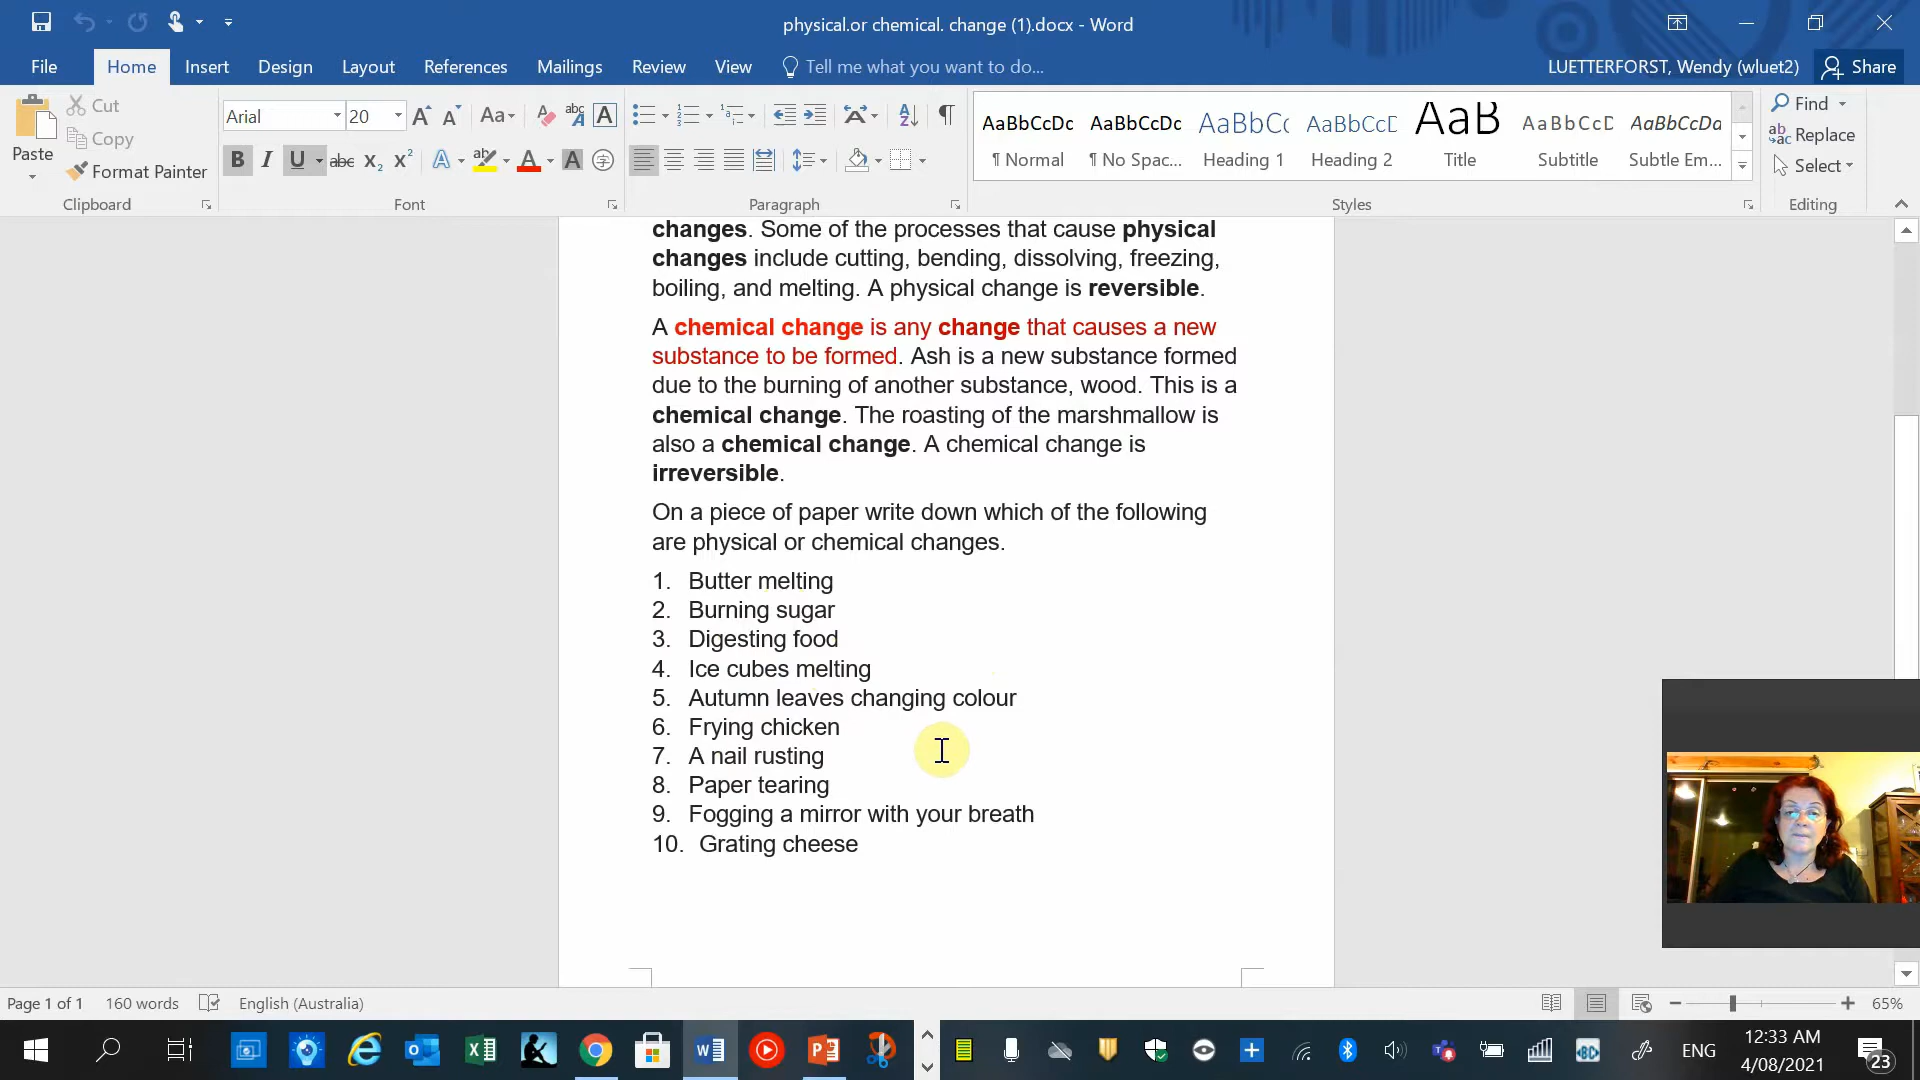 physical.or chemical. change (1).docx - Word
File Home Insert Design Layout References Mailings Review View Tell me what you want to do... LUETTERFORST, Wendy (wluet2) Share
Paste
Cut
Copy
Format Painter
Clipboard
Arial 20
Font
Paragraph
AaBbCcDc AaBbCcDc AaBbCc AaBbCcD AaB AaBbCcD AaBbCcDa
¶ Normal ¶ No Spac... Heading 1 Heading 2 Title Subtitle Subtle Em...
Styles
Find
Replace
Select
Editing
changes. Some of the processes that cause physical
changes include cutting, bending, dissolving, freezing,
boiling, and melting. A physical change is reversible.
A chemical change is any change that causes a new
substance to be formed. Ash is a new substance formed
due to the burning of another substance, wood. This is a
chemical change. The roasting of the marshmallow is
also a chemical change. A chemical change is
irreversible.
On a piece of paper write down which of the following
are physical or chemical changes.
1. Butter melting
2. Burning sugar
3. Digesting food
4. Ice cubes melting
5. Autumn leaves changing colour
6. Frying chicken
7. A nail rusting
8. Paper tearing
9. Fogging a mirror with your breath
10. Grating cheese
Page 1 of 1 160 words English (Australia) 65%
ENG
12:33 AM
4/08/2021
23